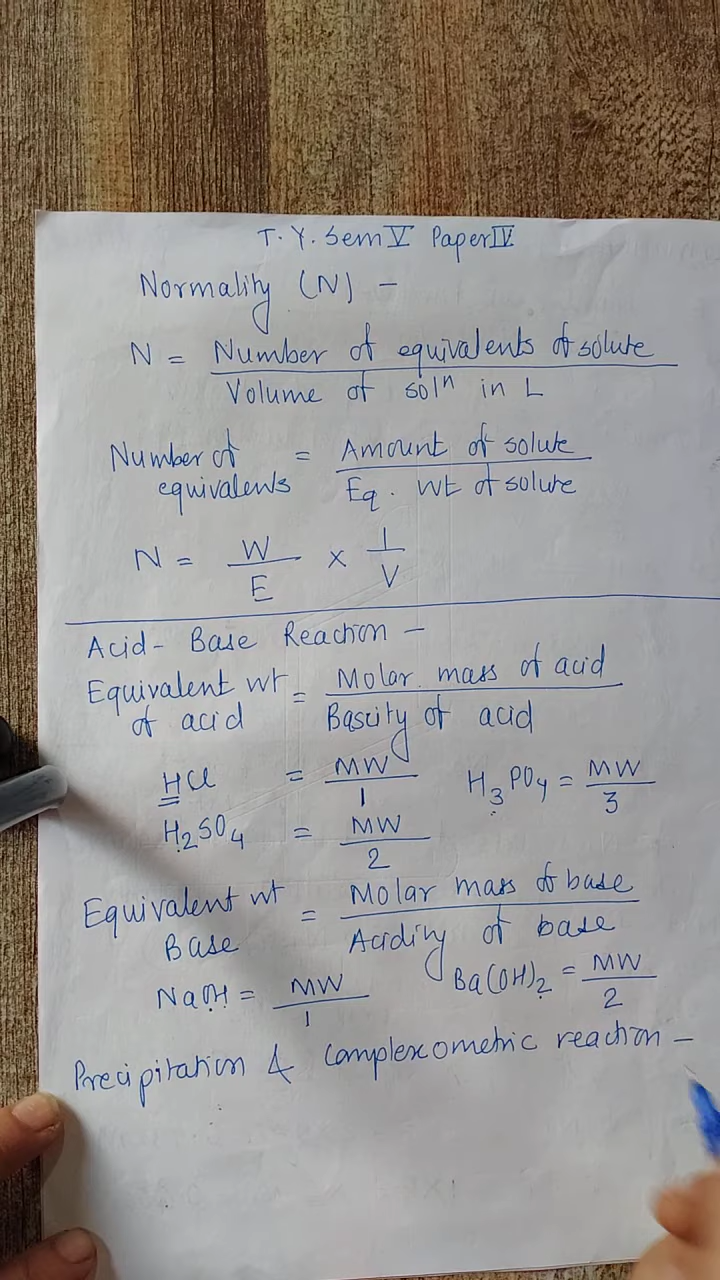 T. Y. Sem V Paper IV
Normality (N) -
N = Number of equivalents of solute
Volume of solⁿ in L
Number of equivalents = Amount of solute
Eq. wt of solute
N = W / E × 1 / V
Acid-Base Reaction -
Equivalent wt of acid = Molar mass of acid
Bascity of acid
HCl = MW / 1 H₃PO₄ = MW / 3
H₂SO₄ = MW / 2
Equivalent wt Base = Molar mass of base
Acidity of base
NaOH = MW / 1 Ba(OH)₂ = MW / 2
Precipitation & Complexometric reaction -